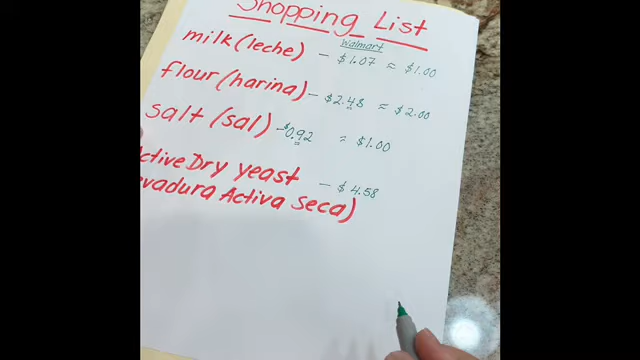 Shopping List
Walmart
milk (leche) - $1.07 ≈ $1.00
flour (harina) - $2.48 ≈ $2.00
salt (sal) - $0.92 = $1.00
ctive Dry yeast - $4.58
evadura Activa Seca)